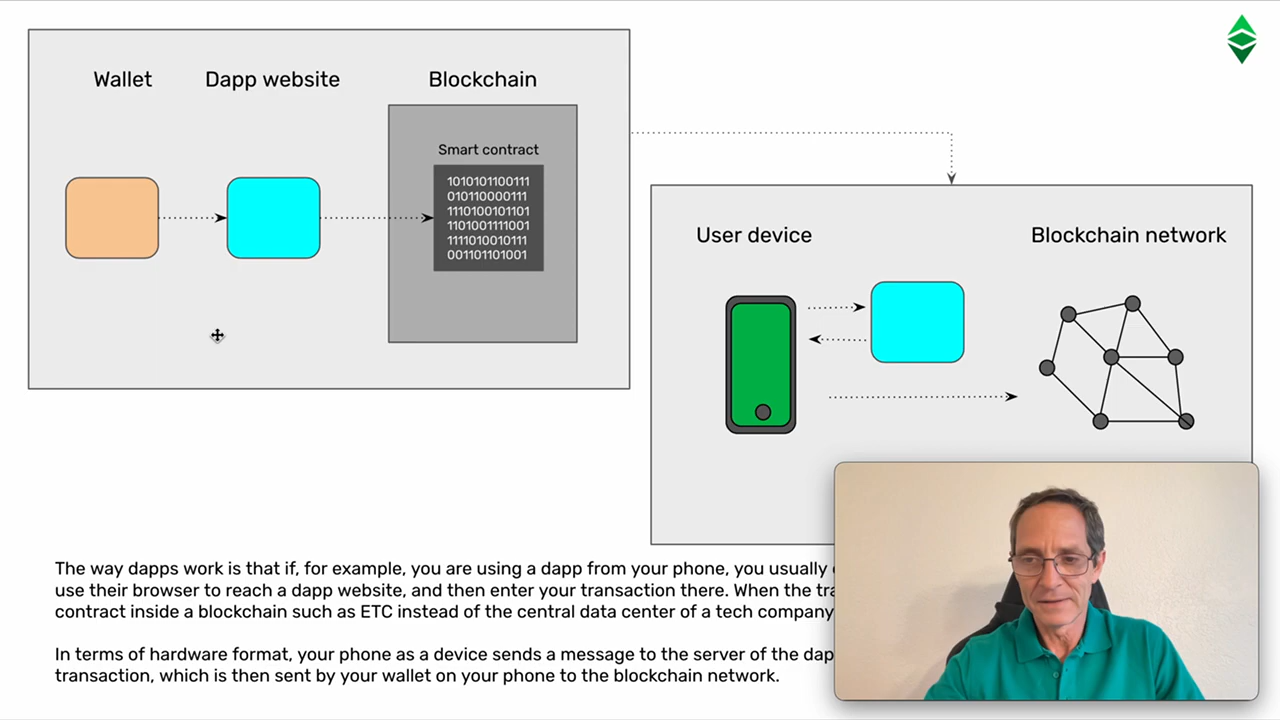 Wallet
Dapp website
Blockchain
Smart contract
1010101100111
010110000111
1110100101101
1101001111001
1111010010111
001101101001
User device
Blockchain network
The way dapps work is that if, for example, you are using a dapp from your phone, you usually
use their browser to reach a dapp website, and then enter your transaction there. When the
contract inside a blockchain such as ETC instead of the central data center of a tech company
In terms of hardware format, your phone as a device sends a message to the server of the
transaction, which is then sent by your wallet on your phone to the blockchain network.